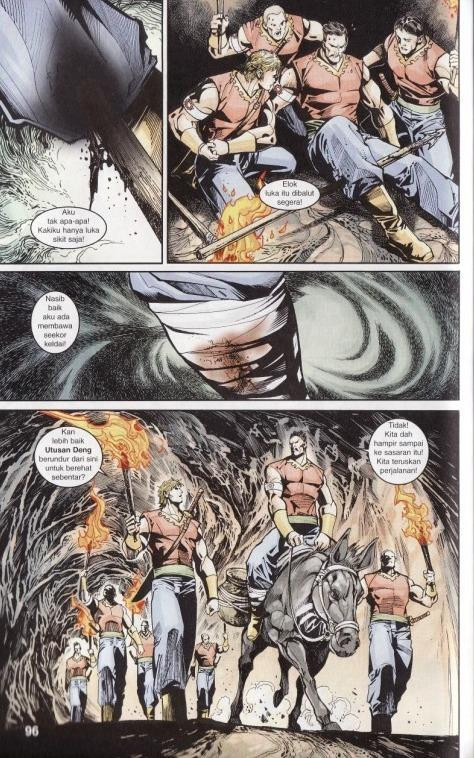 Aku
tak apa-apa!
Kakiku hanya luka
sikit saja!
Elok
luka itu dibalut
segera!
Nasib
baik
aku ada
membawa
seekor
keldai!
Kan
lebih baik
Utusan Deng
berundur dari sini
untuk berehat
sebentar?
Tidak!
Kita dah
hampir sampai
ke sasaran itu!
Kita teruskan
perjalanan!
96